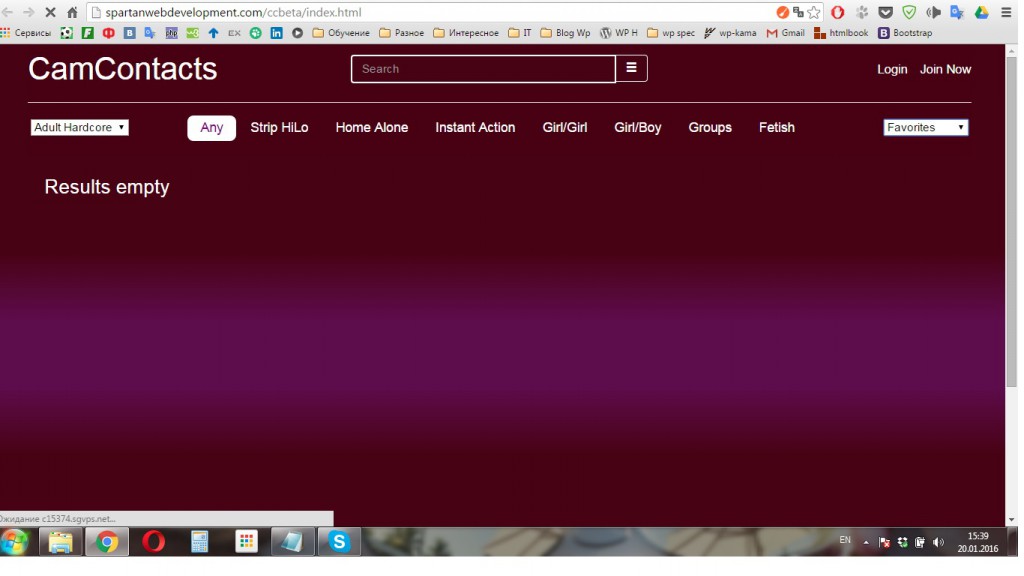 spartanwebdevelopment.com/ccbeta/index.html
Сервисы Обучение Разное Интересное IT Blog Wp WP H wp spec wp-kama Gmail htmlbook Bootstrap
CamContacts Search Login Join Now
Adult Hardcore Any Strip HiLo Home Alone Instant Action Girl/Girl Girl/Boy Groups Fetish Favorites
Results empty
Ожидание c15374.sgvps.net...
EN 15:39
20.01.2016